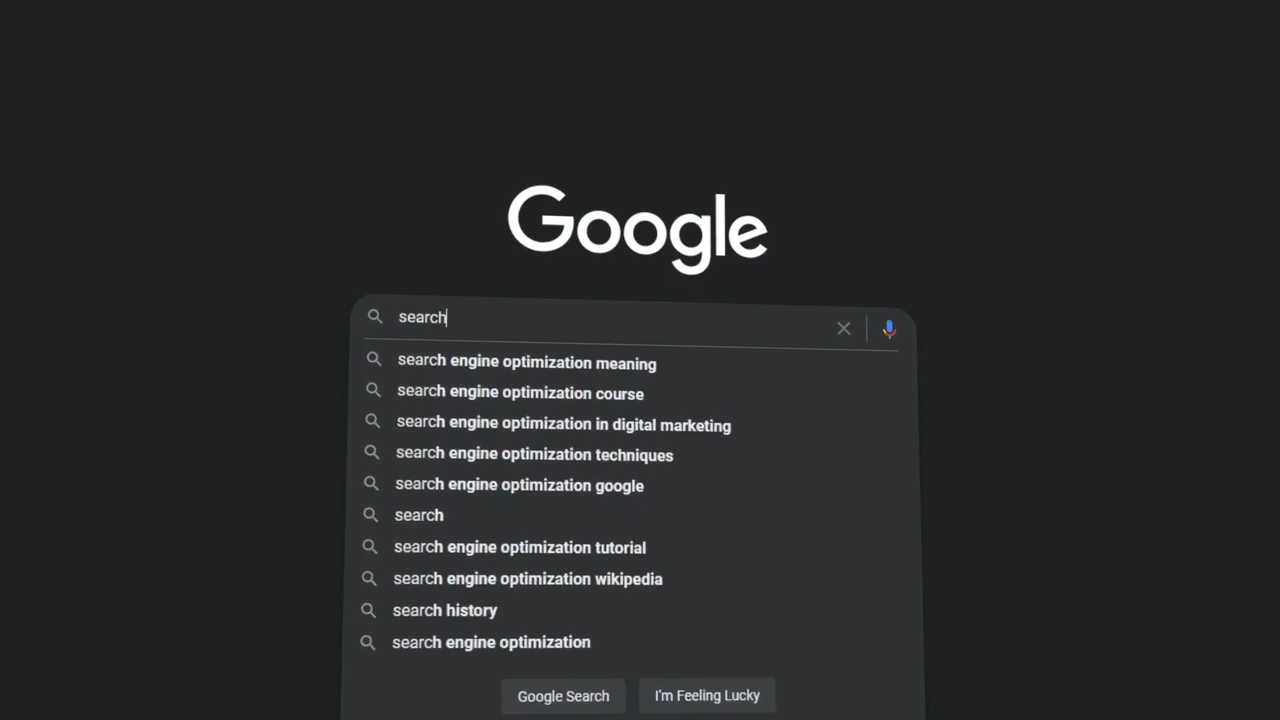 Google
search
search engine optimization meaning
search engine optimization course
search engine optimization in digital marketing
search engine optimization techniques
search engine optimization google
search
search engine optimization tutorial
search engine optimization wikipedia
search history
search engine optimization
Google Search
I'm Feeling Lucky